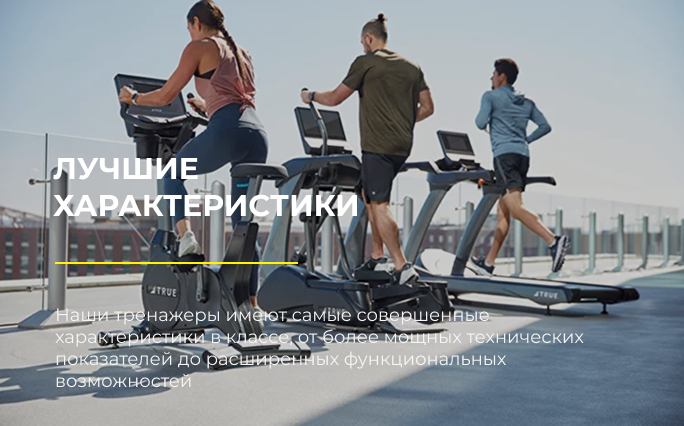 ЛУЧШИЕ
ХАРАКТЕРИСТИКИ
Наши тренажеры имеют самые совершенные
характеристики в классе, от более мощных технических
показателей до расширенных функциональных
возможностей
TRUE
TRUE